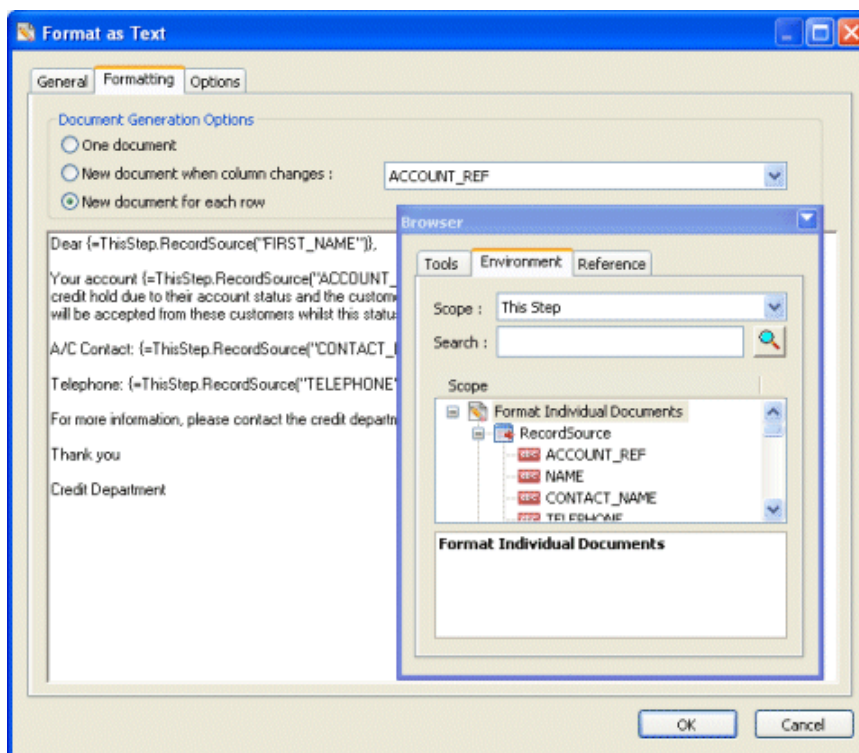 Format as Text
General Formatting Options
Document Generation Options
One document
New document when column changes : ACCOUNT_REF
New document for each row
Dear {=ThisStep.RecordSource("FIRST_NAME")},
Your account {=ThisStep.RecordSource("ACCOUNT_
credit hold due to their account status and the custom
will be accepted from these customers whilst this statu
A/C Contact: {=ThisStep.RecordSource("CONTACT_
Telephone: {=ThisStep.RecordSource("TELEPHONE"
For more information, please contact the credit departm
Thank you
Credit Department
Browser
Tools Environment Reference
Scope : This Step
Search :
Scope
Format Individual Documents
RecordSource
ACCOUNT_REF
NAME
CONTACT_NAME
TELEPHONE
Format Individual Documents
OK Cancel